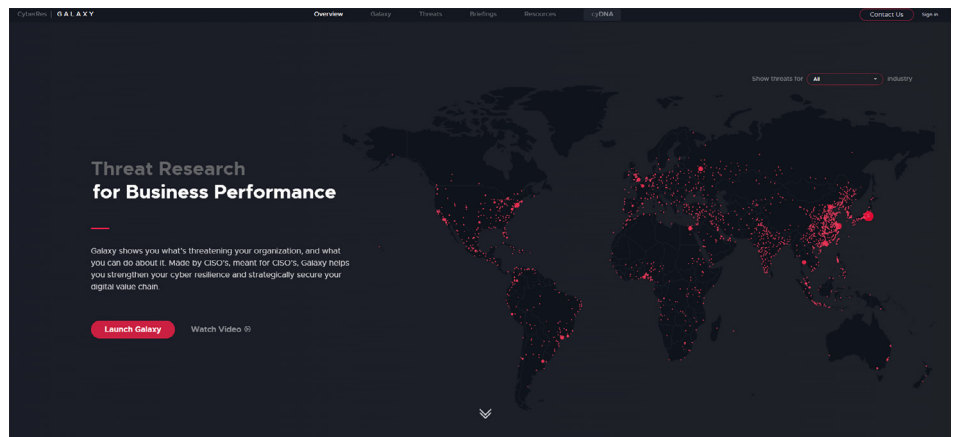 CyberRes | GALAXY
Overview
Galaxy
Threats
Briefings
Resources
cyDNA
Contact Us
Sign in
Show threats for
All
industry
Threat Research
for Business Performance
Galaxy shows you what's threatening your organization, and what
you can do about it. Made by CISO's, meant for CISO's, Galaxy helps
you strengthen your cyber resilience and strategically secure your
digital value chain.
Launch Galaxy
Watch Video